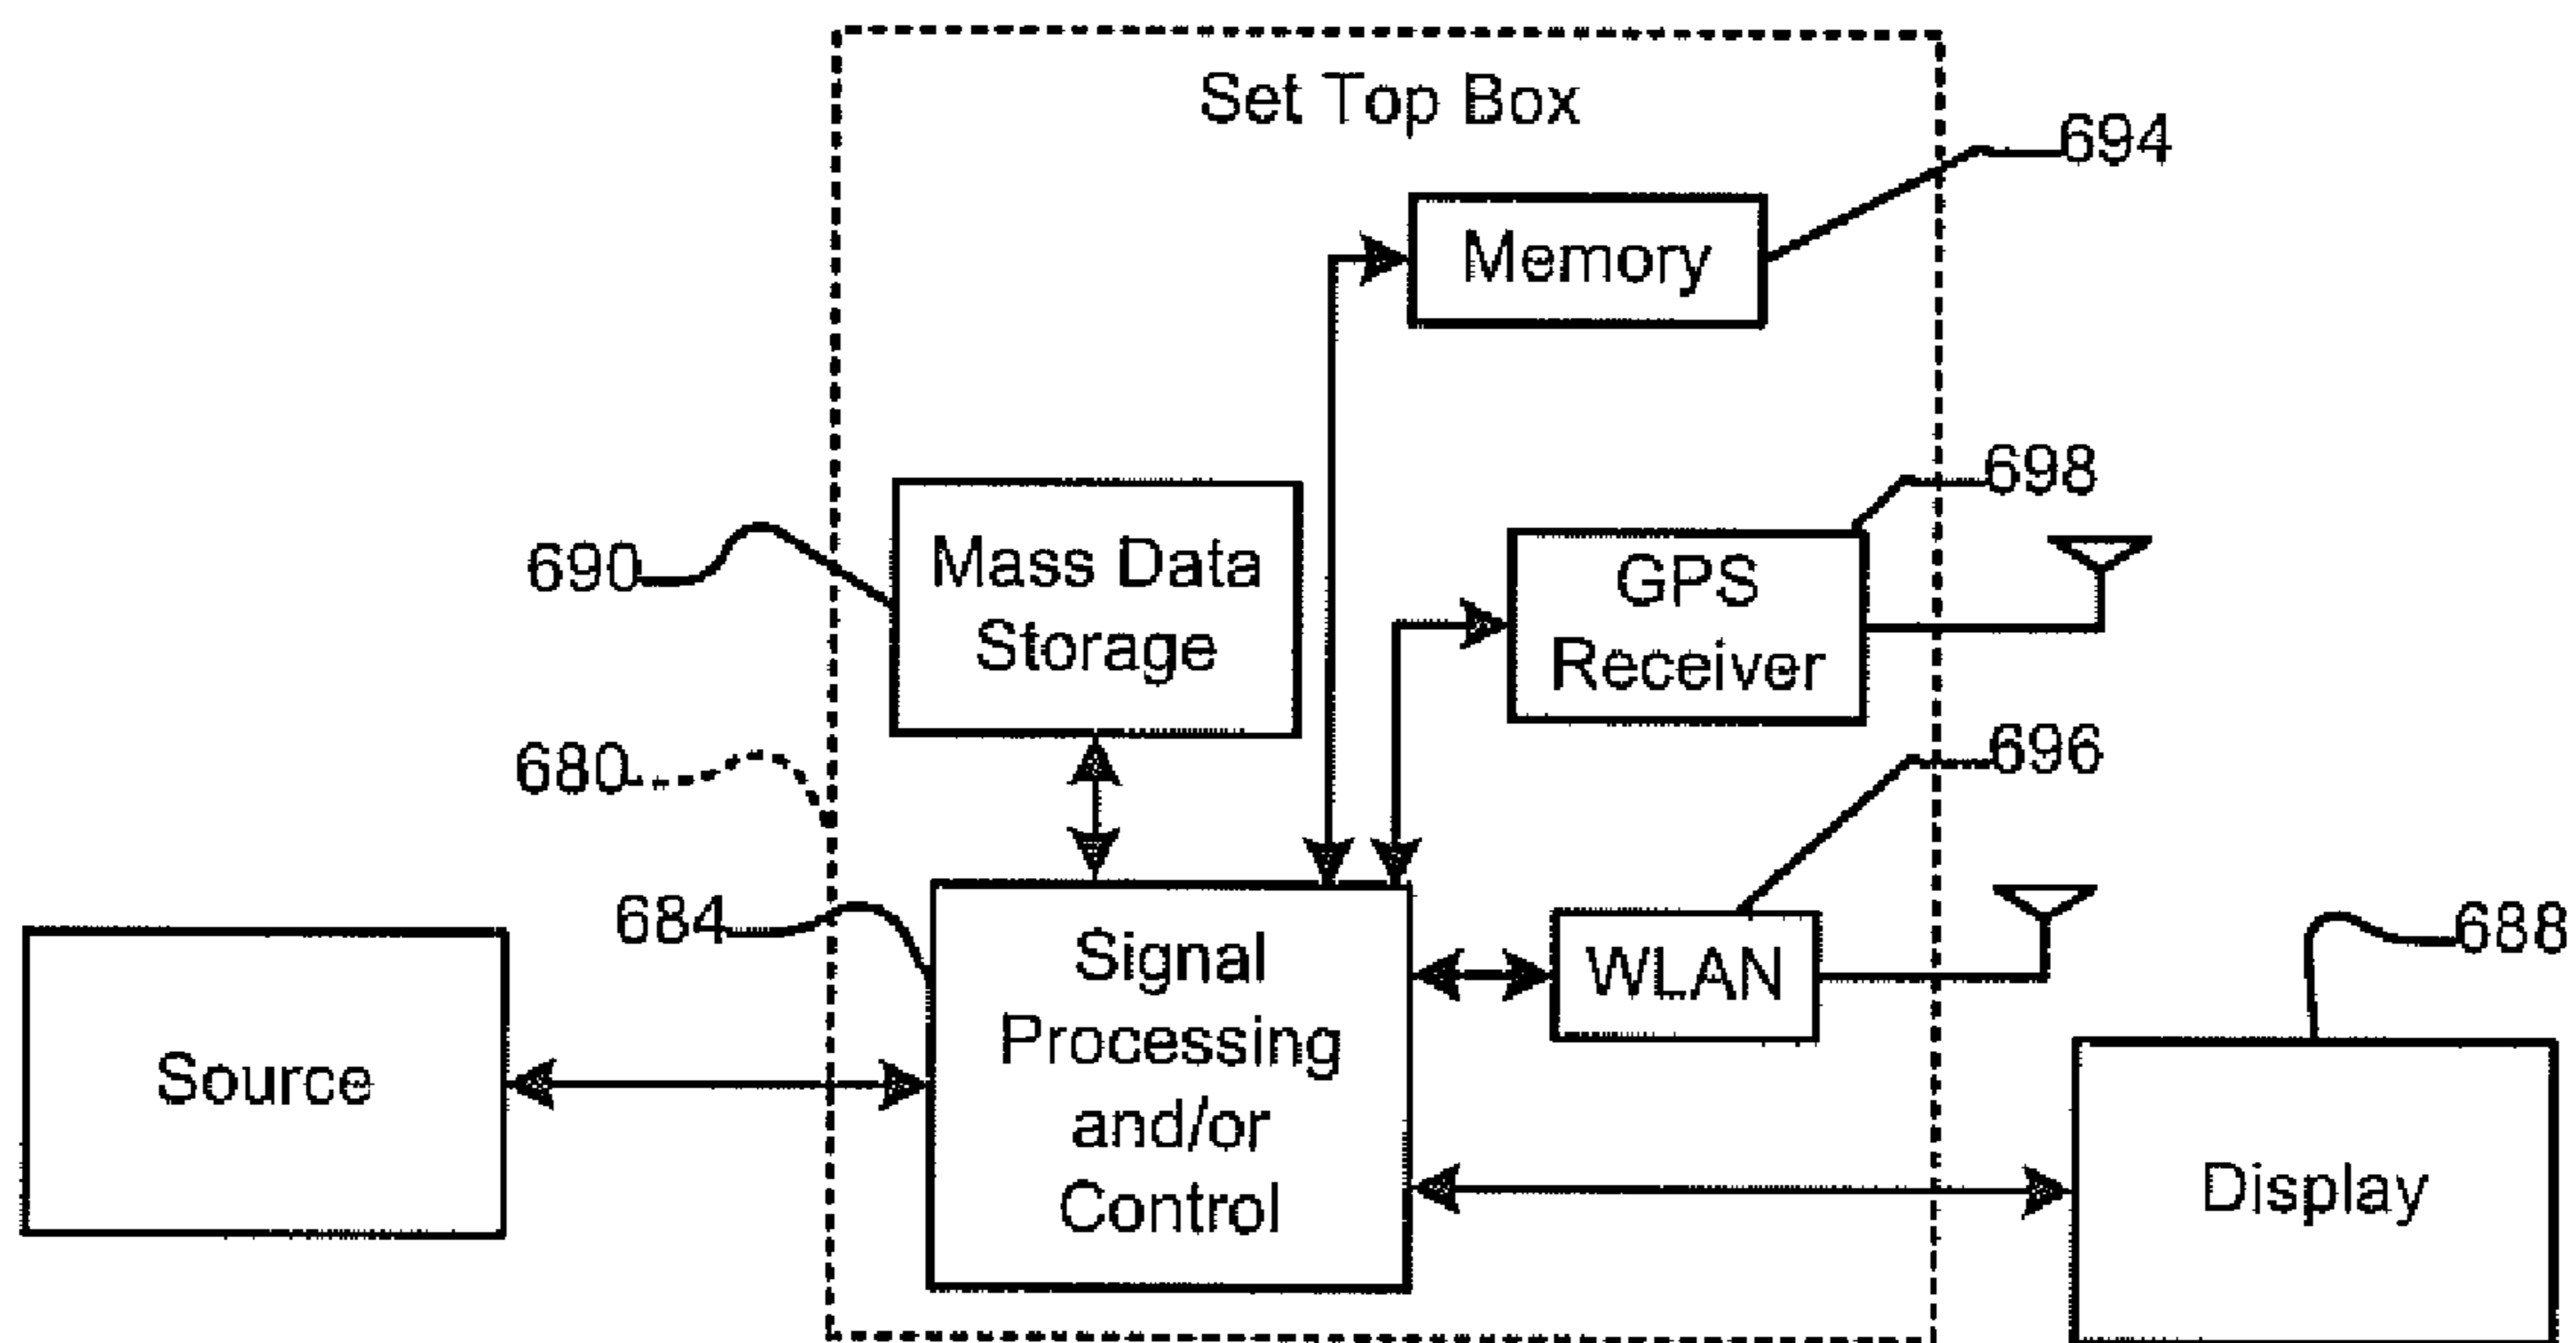 Set Top Box
694
Memory
698
690
Mass Data
Storage
GPS
Receiver
680
696
684
Signal
Processing
and/or
Control
WLAN
688
Source
Display